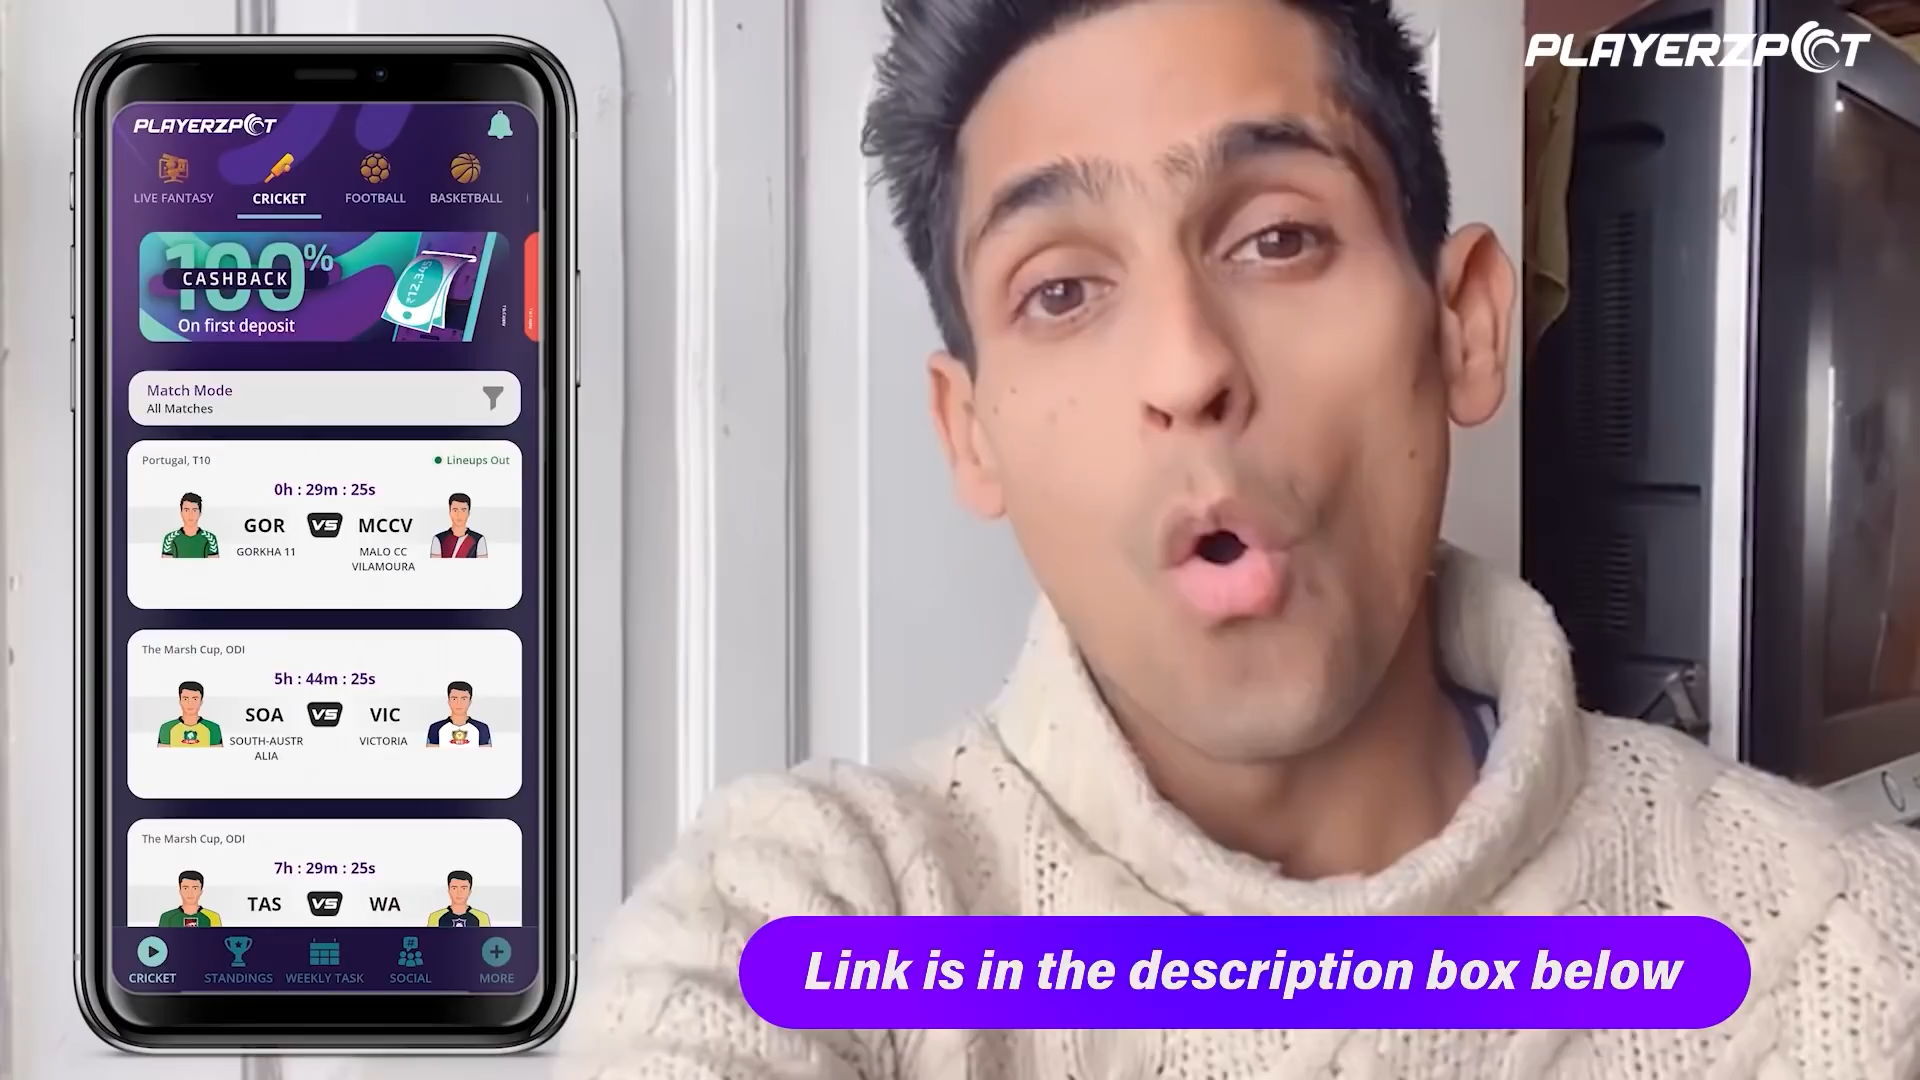 PLAYERZPOT
PLAYERZPOT
LIVE FANTASY
CRICKET
FOOTBALL
BASKETBALL
100%
CASHBACK
On first deposit
₹12,345
Match Mode
All Matches
Portugal, T10
Lineups Out
0h : 29m : 25s
GOR VS MCCV
GORKHA 11
MALO CC
VILAMOURA
The Marsh Cup, ODI
5h : 44m : 25s
SOA VS VIC
SOUTH-AUSTR
ALIA
VICTORIA
The Marsh Cup, ODI
7h : 29m : 25s
TAS VS WA
CRICKET
STANDINGS
WEEKLY TASK
SOCIAL
MORE
Link is in the description box below